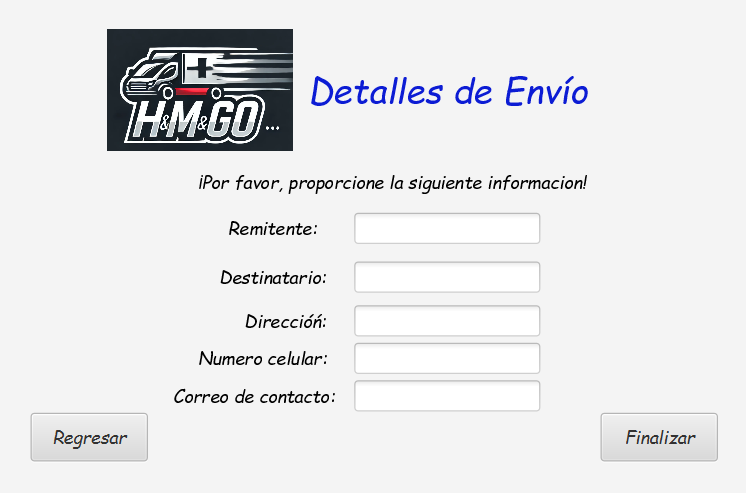 H&M&GO...
Detalles de Envío
¡Por favor, proporcione la siguiente informacion!
Remitente:
Destinatario:
Direccióń:
Numero celular:
Correo de contacto:
Regresar
Finalizar